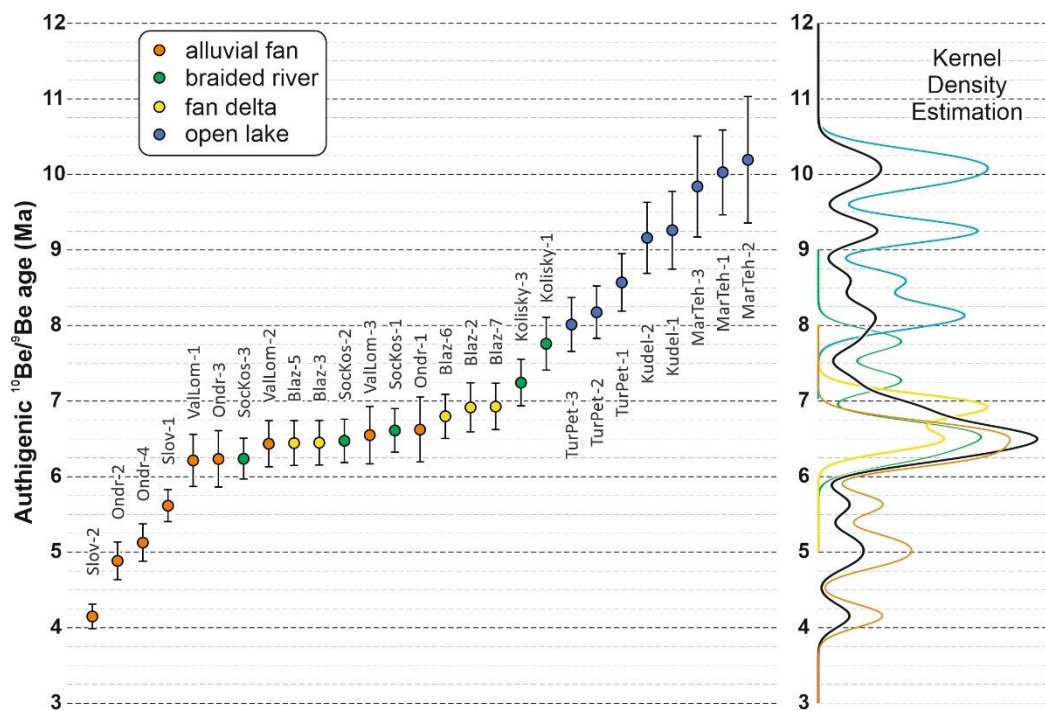 Authigenic ¹⁰Be/⁹Be age (Ma)
12
11
10
9
8
7
6
5
4
3
alluvial fan
braided river
fan delta
open lake
Slov-2
Ondr-2
Ondr-4
Slov-1
ValLom-1
Ondr-3
SocKos-3
ValLom-2
Blaz-5
Blaz-3
SocKos-2
ValLom-3
SocKos-1
Ondr-1
Blaz-6
Blaz-2
Blaz-7
Kolisky-3
Kolisky-1
TurPet-3
TurPet-2
TurPet-1
Kudel-2
Kudel-1
MarTeh-3
MarTeh-1
MarTeh-2
12
11
10
9
8
7
6
5
4
3
Kernel
Density
Estimation